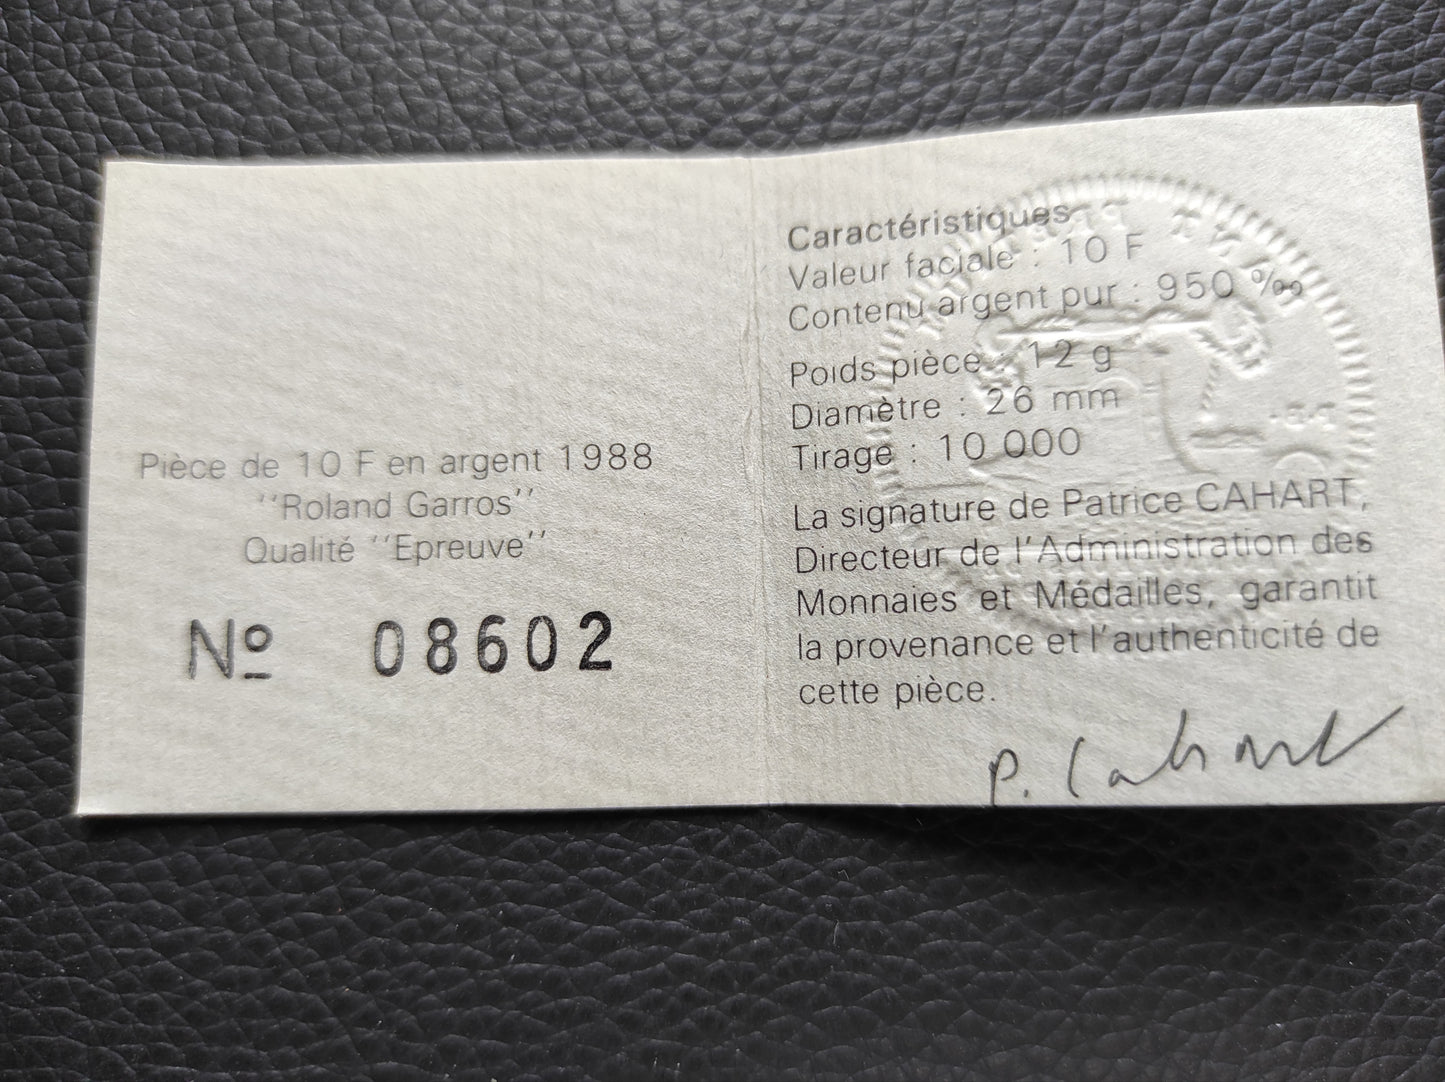 Pièce de 10 F en argent 1988
''Roland Garros''
Qualité ''Epreuve''
Nº 08602
Caractéristiques
Valeur faciale : 10 F
Contenu argent pur : 950 ‰
Poids pièce : 12 g
Diamètre : 26 mm
Tirage : 10 000
La signature de Patrice CAHART,
Directeur de l'Administration des
Monnaies et Médailles, garantit
la provenance et l'authenticité de
cette pièce.
P. Cahart